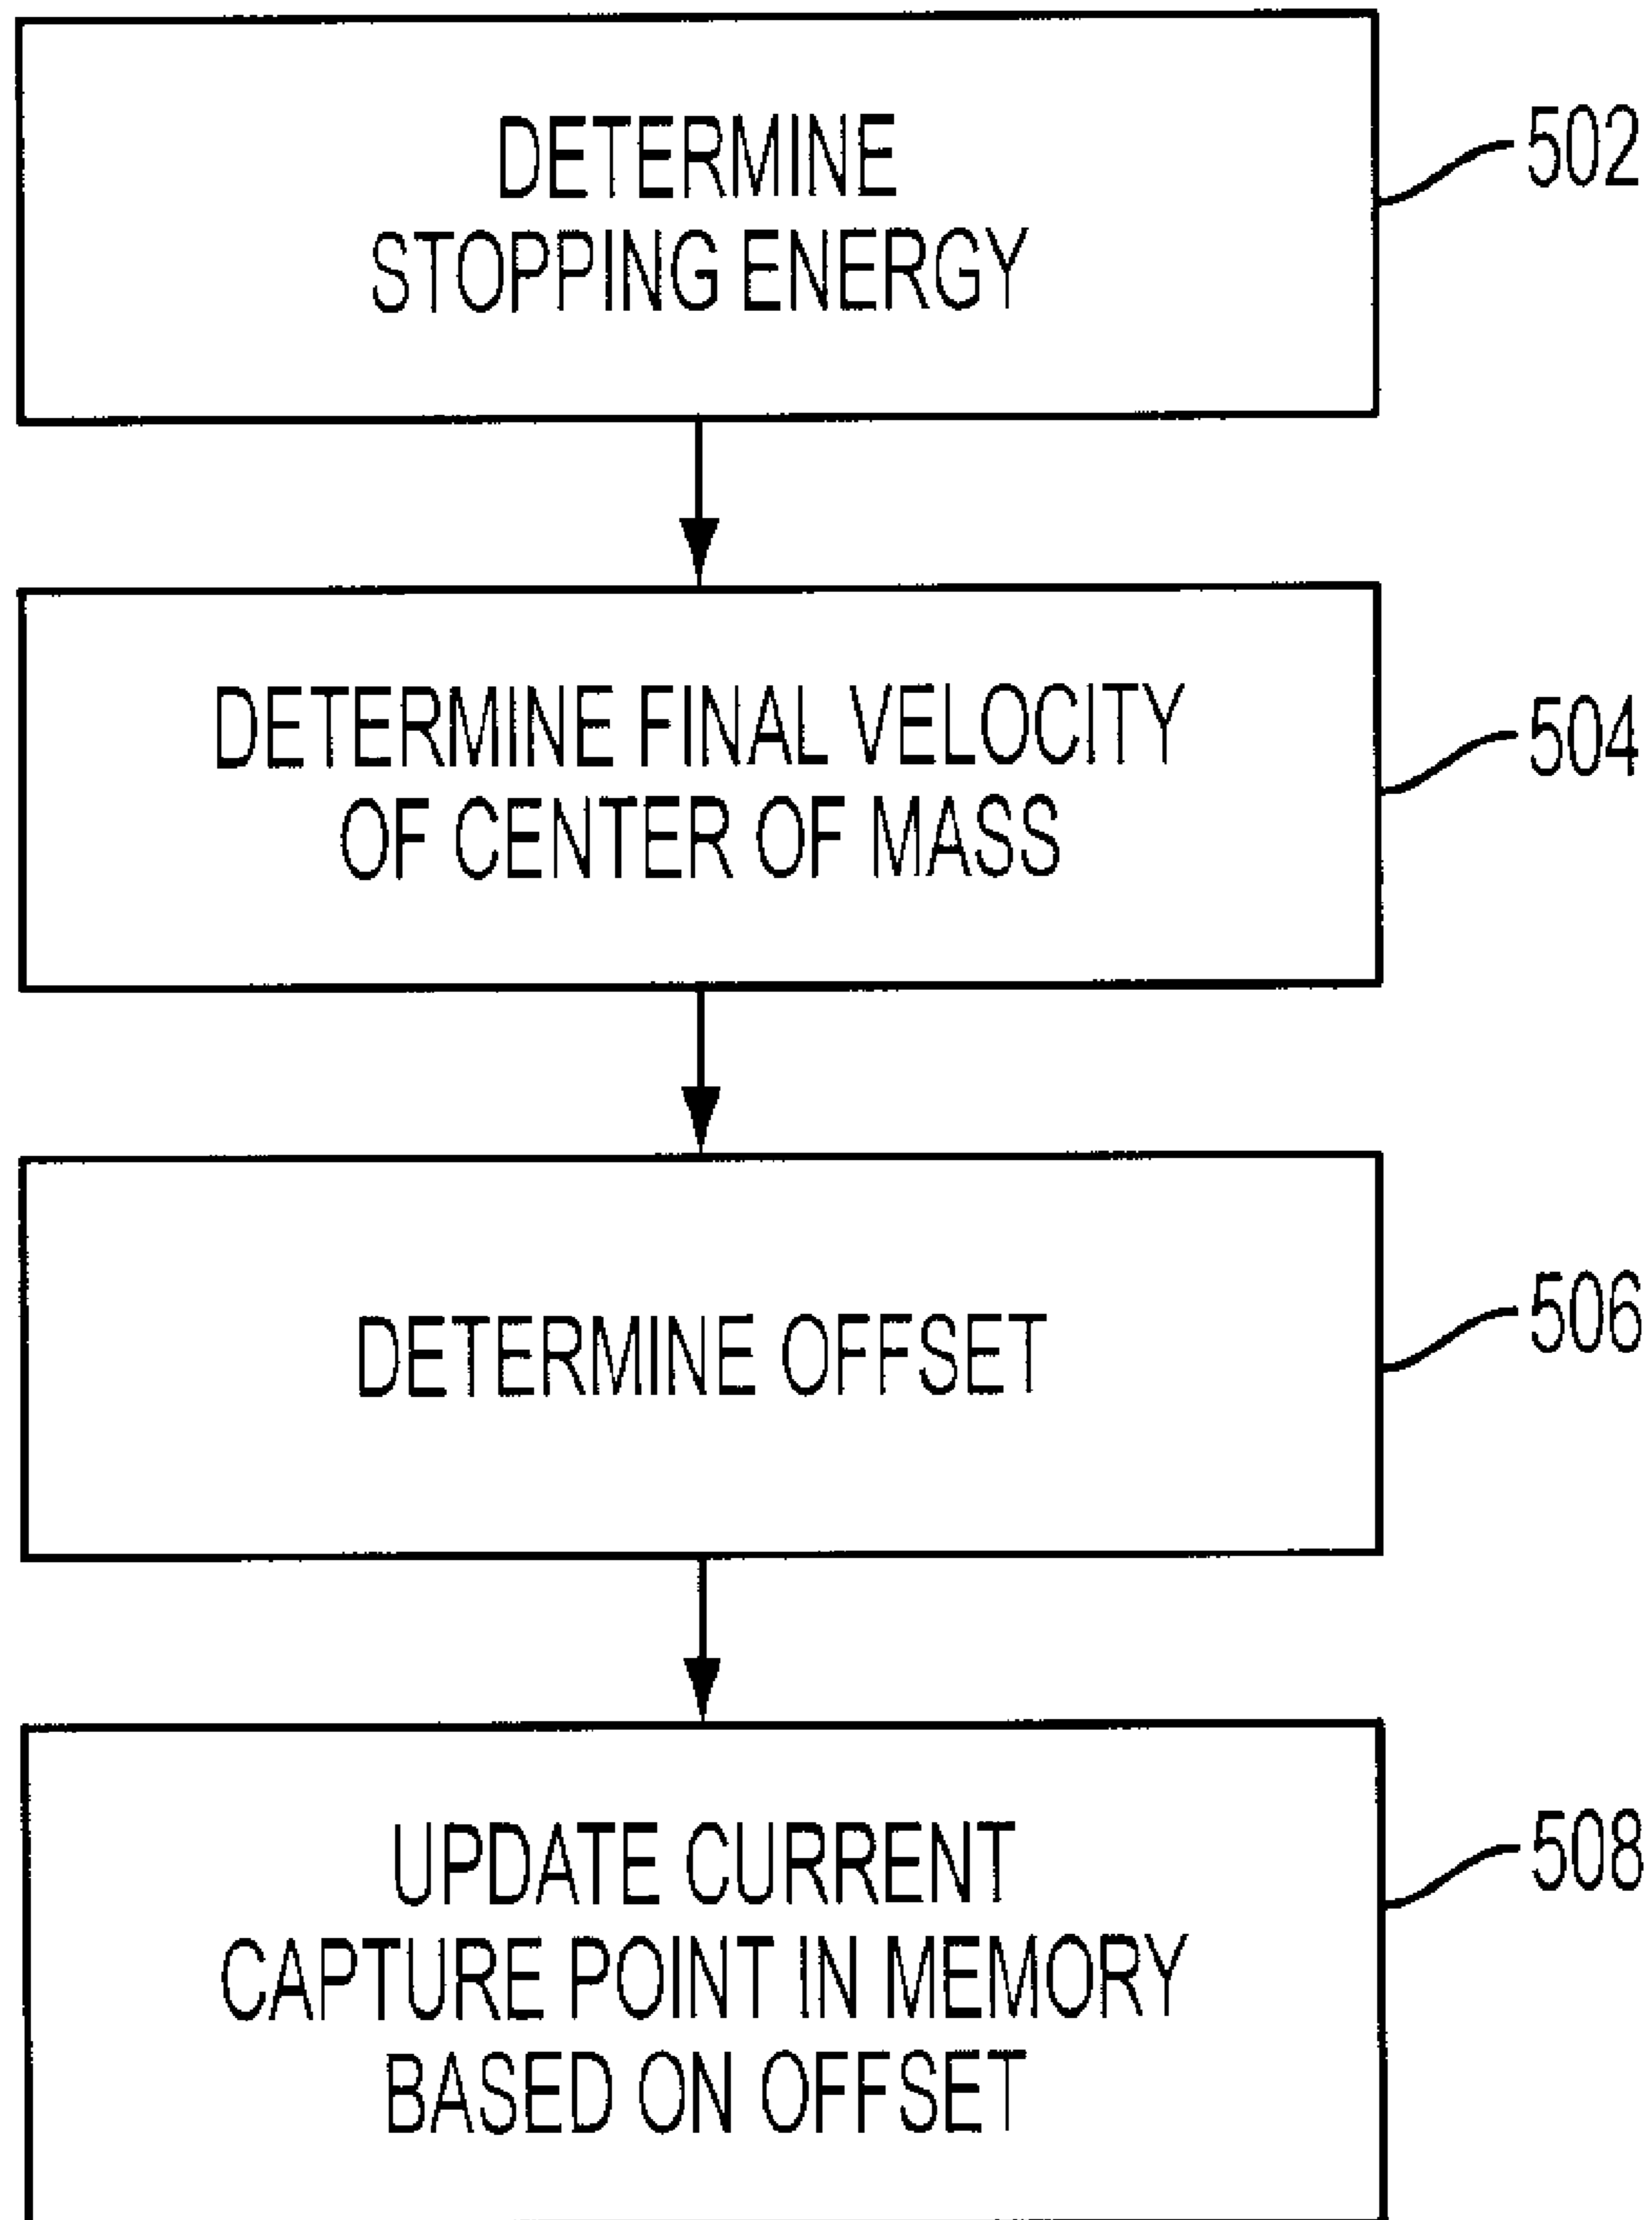 DETERMINE
STOPPING ENERGY
502
DETERMINE FINAL VELOCITY
OF CENTER OF MASS
504
DETERMINE OFFSET
506
UPDATE CURRENT
CAPTURE POINT IN MEMORY
BASED ON OFFSET
508